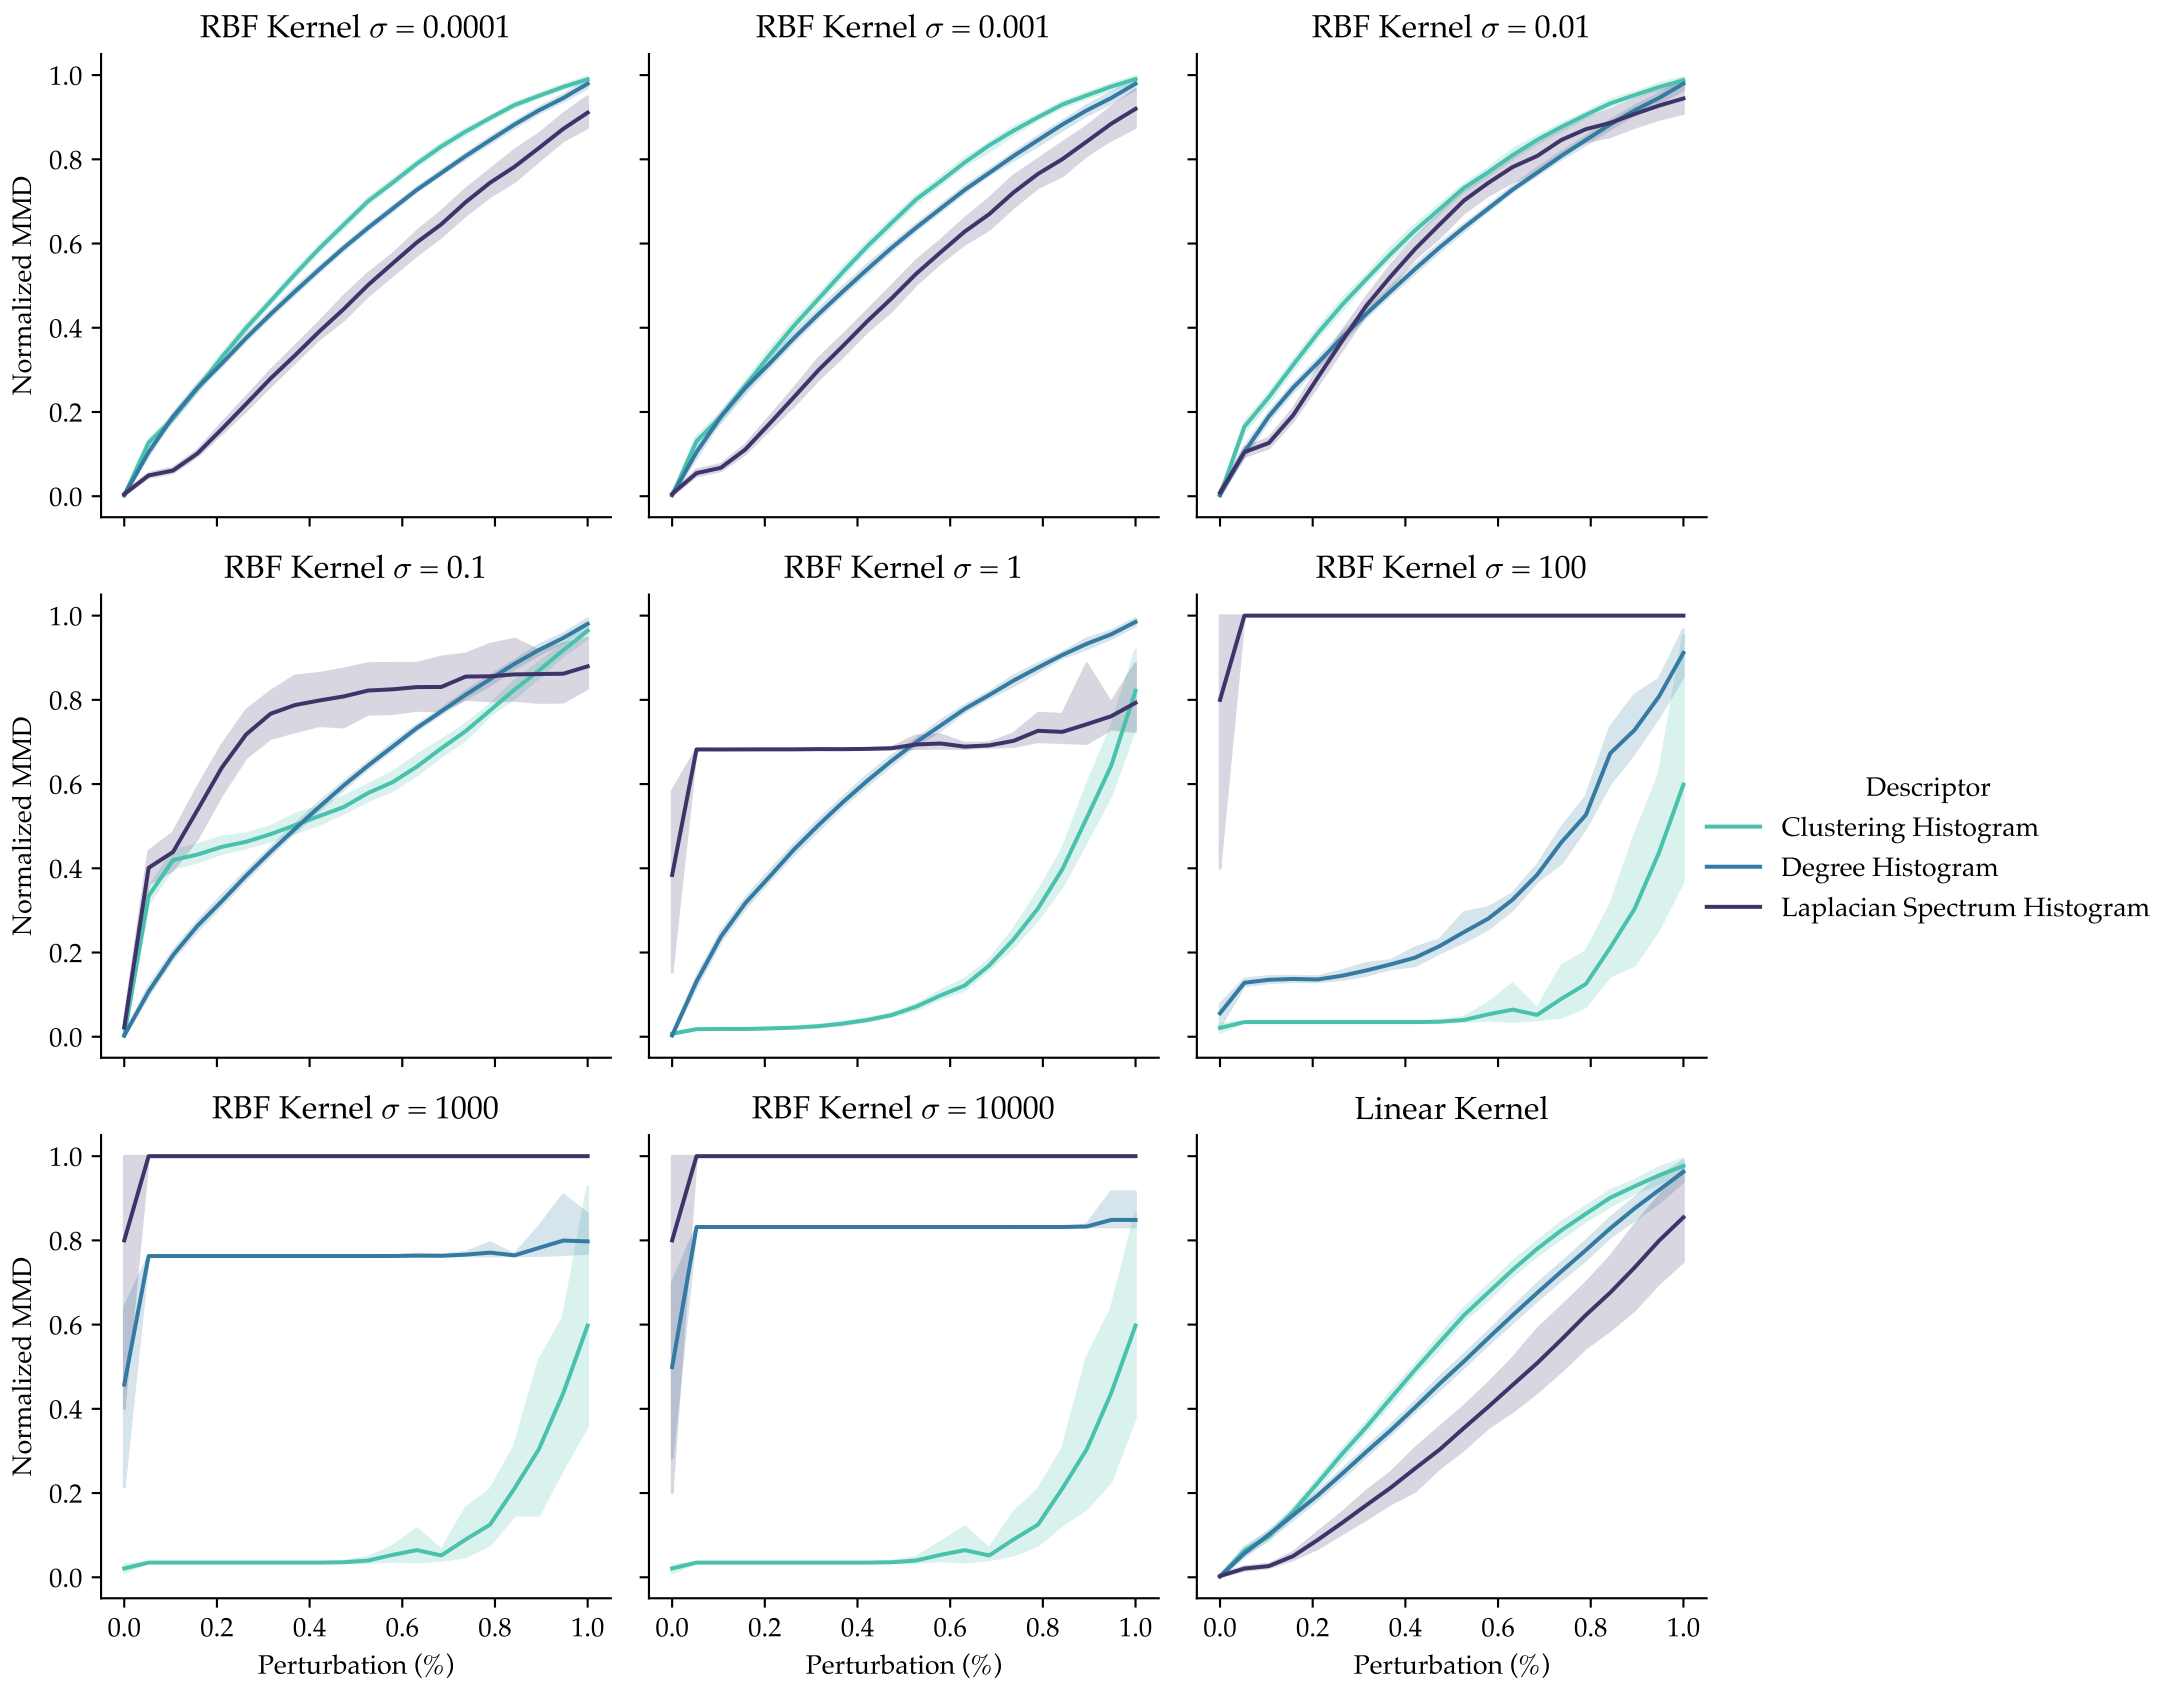 RBF Kernel σ = 0.0001
RBF Kernel σ = 0.001
RBF Kernel σ = 0.01
Normalized MMD
1.0
0.8
0.6
0.4
0.2
0.0
RBF Kernel σ = 0.1
RBF Kernel σ = 1
RBF Kernel σ = 100
Normalized MMD
1.0
0.8
0.6
0.4
0.2
0.0
Descriptor
Clustering Histogram
Degree Histogram
Laplacian Spectrum Histogram
RBF Kernel σ = 1000
RBF Kernel σ = 10000
Linear Kernel
Normalized MMD
1.0
0.8
0.6
0.4
0.2
0.0
0.0 0.2 0.4 0.6 0.8 1.0
Perturbation (%)
0.0 0.2 0.4 0.6 0.8 1.0
Perturbation (%)
0.0 0.2 0.4 0.6 0.8 1.0
Perturbation (%)